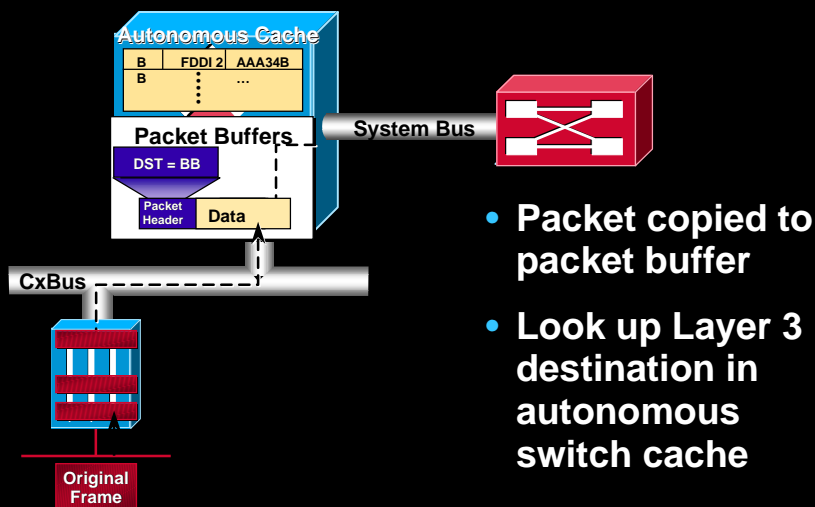 Autonomous Cache
B FDDI 2 AAA34B
B …
Packet Buffers
DST = BB
Packet
Header
Data
System Bus
CxBus
Original
Frame
• Packet copied to
packet buffer
• Look up Layer 3
destination in
autonomous
switch cache